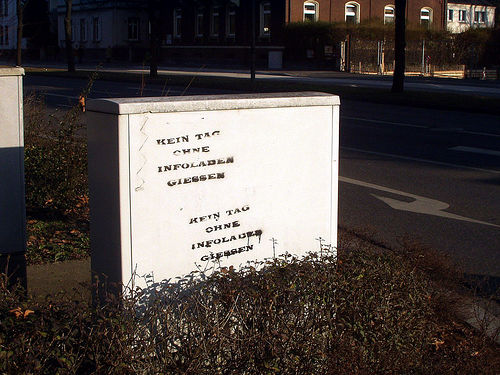 KEIN TAG
OHNE
INFOLADEN
GIESSEN
KEIN TAG
OHNE
INFOLADEN
GIESSEN